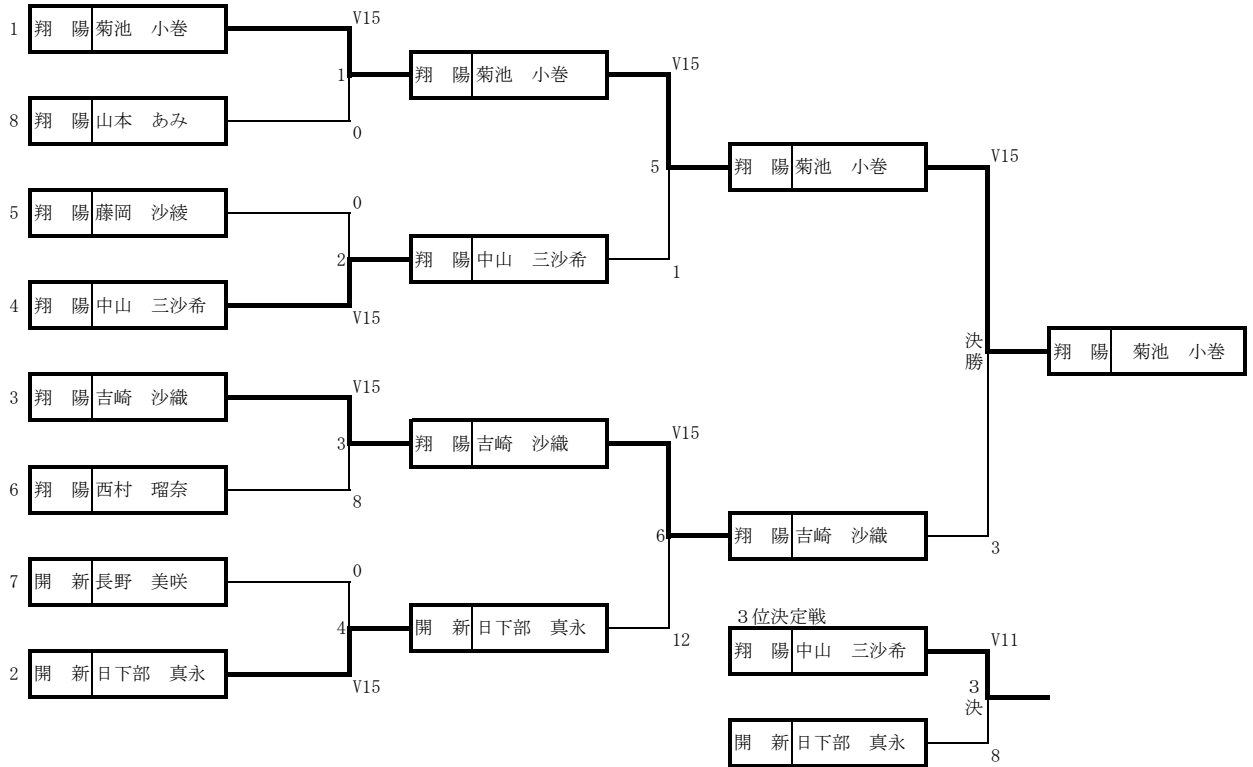 V15
1 翔 陽 菊池 小巻
V15
1 翔 陽 菊池 小巻
8 翔 陽 山本 あみ
0
V15
5 翔 陽 菊池 小巻
5 翔 陽 藤岡 沙綾
0
2 翔 陽 中山 三沙希
1
4 翔 陽 中山 三沙希
V15
決勝
翔 陽 菊池 小巻
3 翔 陽 吉崎 沙織
V15
3 翔 陽 吉崎 沙織
V15
6 翔 陽 西村 瑠奈
8
6 翔 陽 吉崎 沙織
3
7 開 新 長野 美咲
0
4 開 新 日下部 真永
12
2 開 新 日下部 真永
V15
3位決定戦
翔 陽 中山 三沙希
V11
3決
開 新 日下部 真永
8